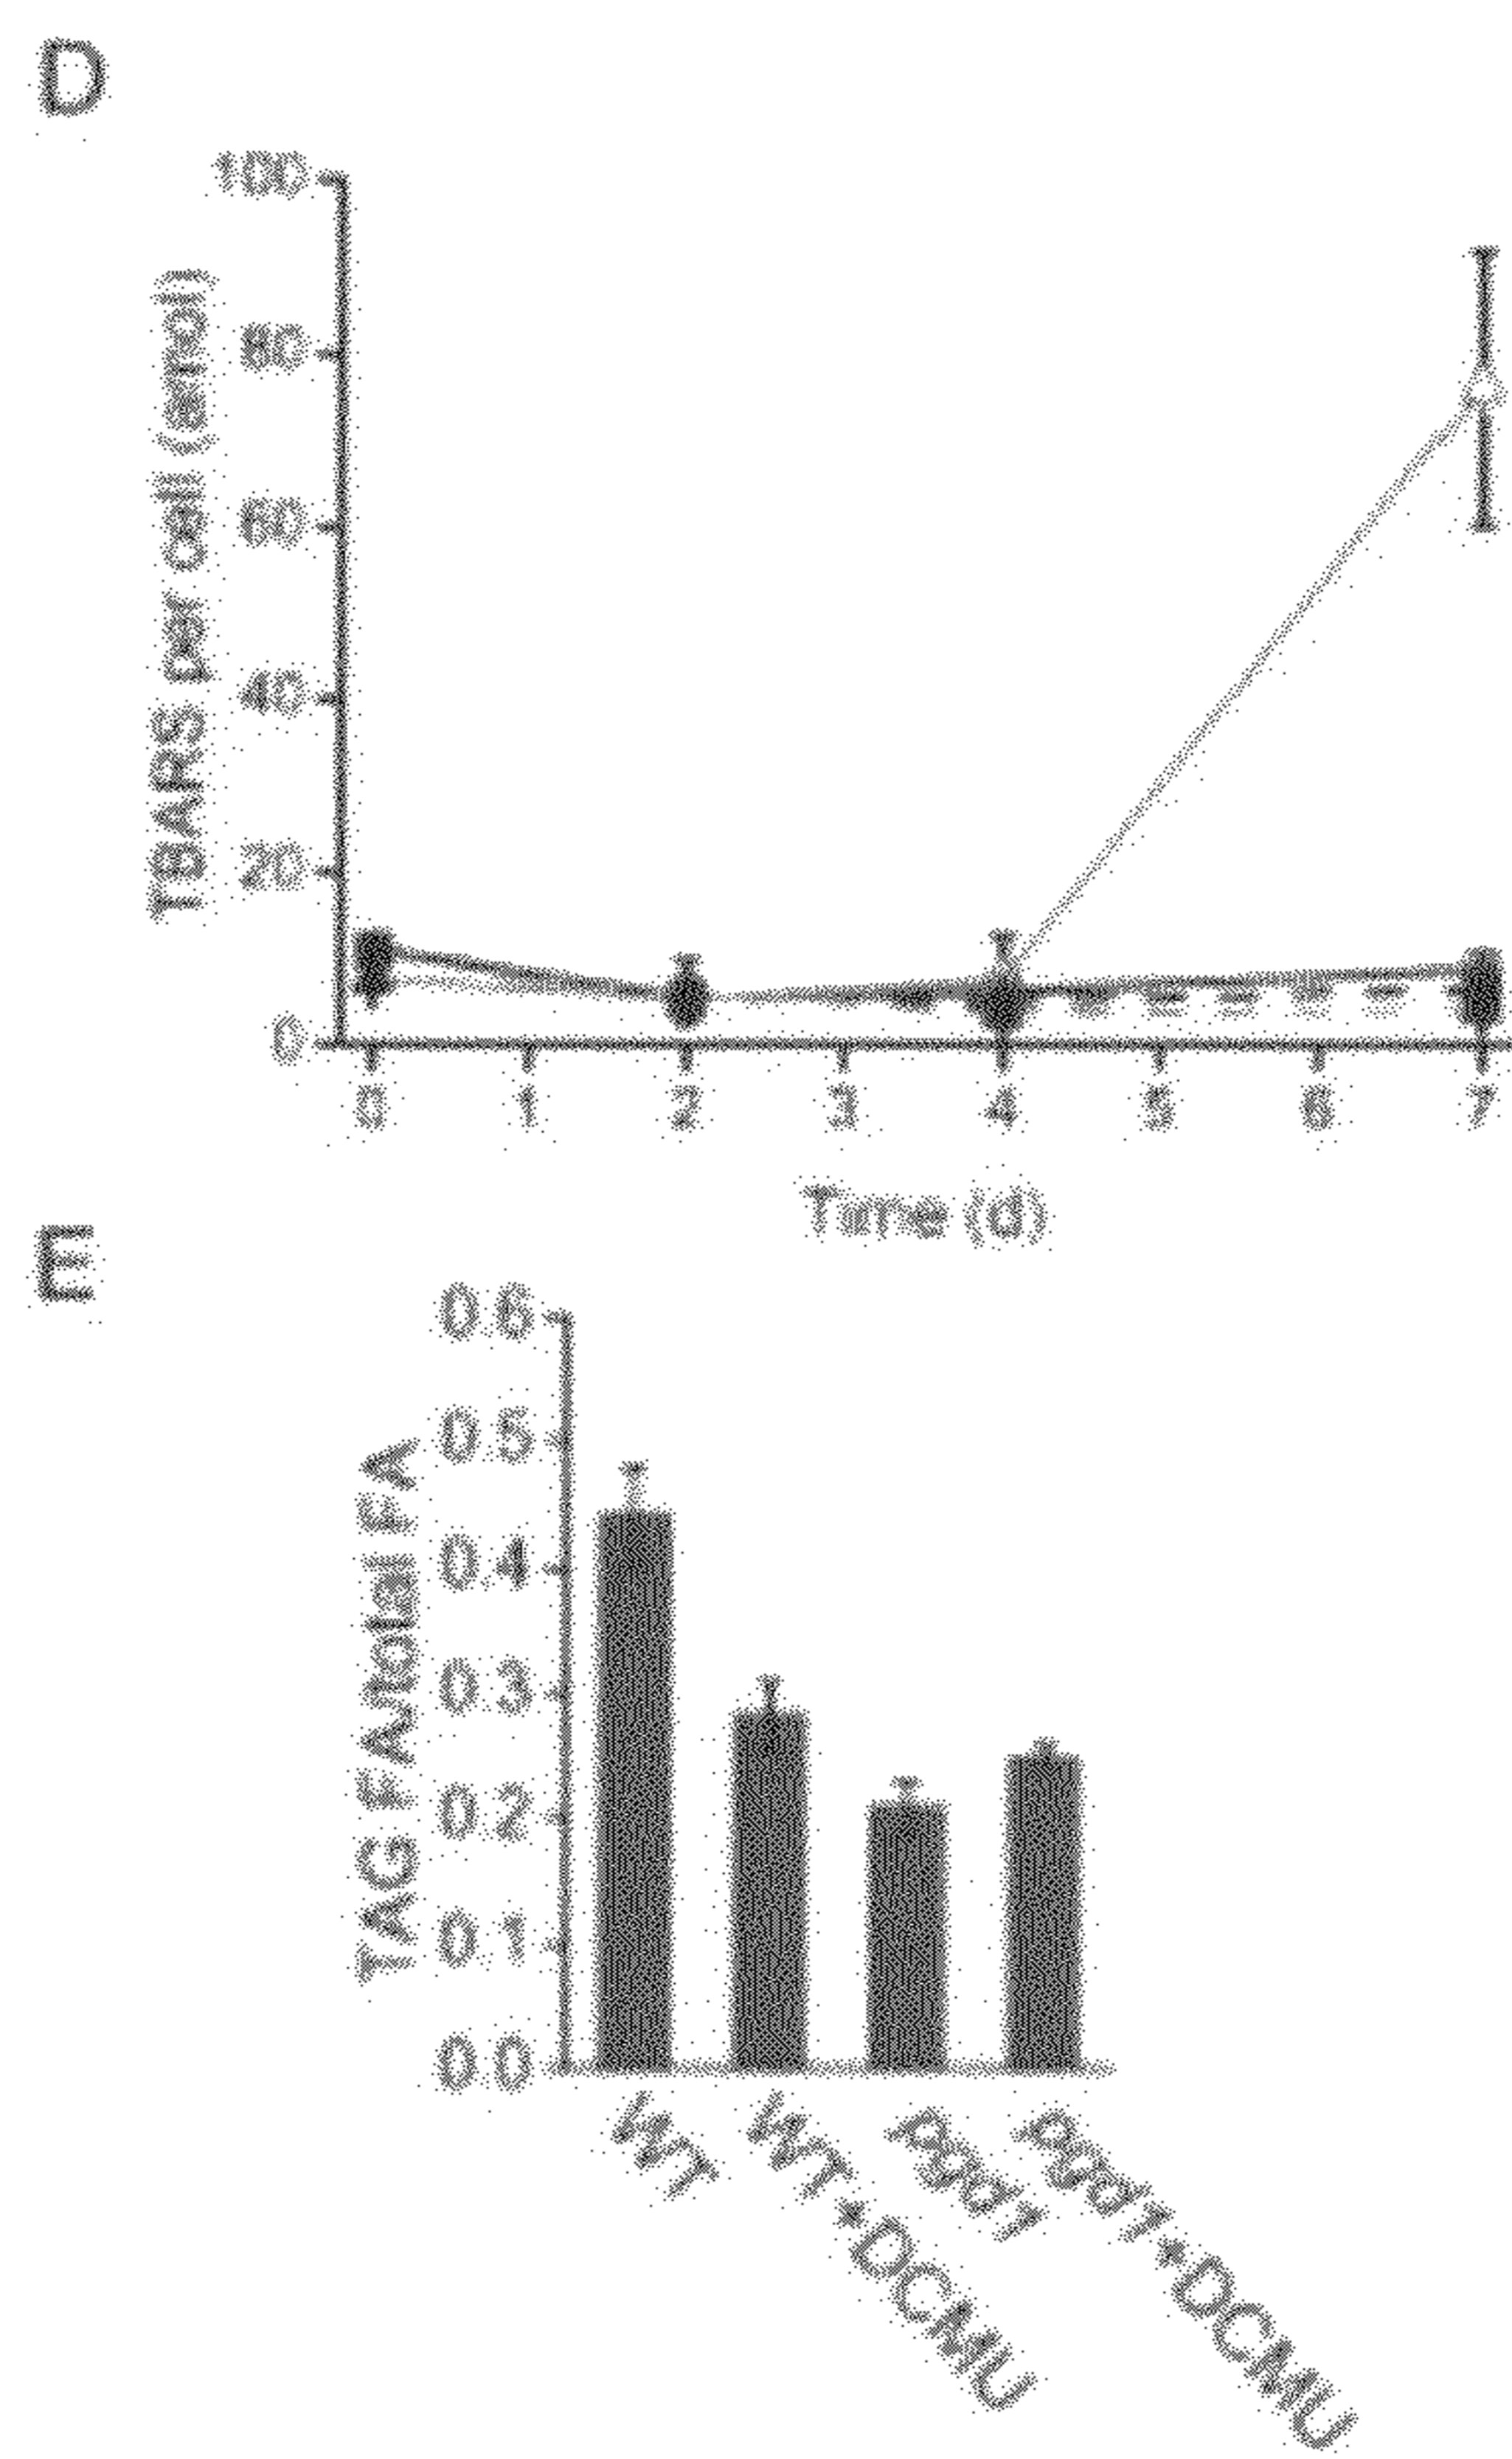 D
TBARS per cell (amol)
100
80
60
40
20
0
0 1 2 3 4 5 6 7
Time (d)
E
TAG FA/total FA
0.6
0.5
0.4
0.3
0.2
0.1
0.0
WT
WT+DCMU
pgd1
pgd1+DCMU